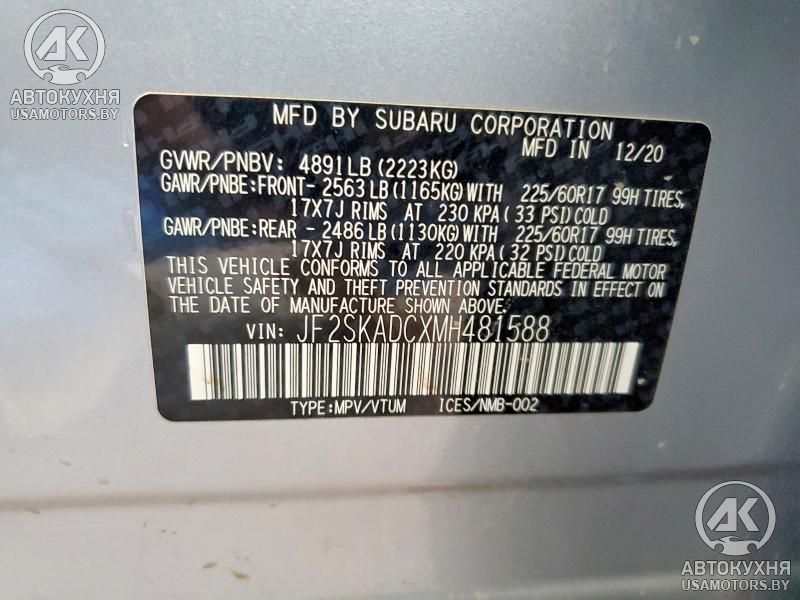 АК
АВТОКУХНЯ
USAMOTORS.BY
MFD BY SUBARU CORPORATION
MFD IN 12/20
GVWR/PNBV: 4891LB(2223KG)
GAWR/PNBE:FRONT- 2563LB(1165KG)WITH 225/60R17 99H TIRES,
17X7J RIMS AT 230 KPA(33 PSI)COLD
GAWR/PNBE:REAR - 2486LB(1130KG)WITH 225/60R17 99H TIRES,
17X7J RIMS AT 220 KPA(32 PSI)COLD
THIS VEHICLE CONFORMS TO ALL APPLICABLE FEDERAL MOTOR
VEHICLE SAFETY AND THEFT PREVENTION STANDARDS IN EFFECT ON
THE DATE OF MANUFACTURE SHOWN ABOVE.
VIN: JF2SKADCXMH481588
TYPE:MPV/VTUM ICES/NMB-002
АК
АВТОКУХНЯ
USAMOTORS.BY